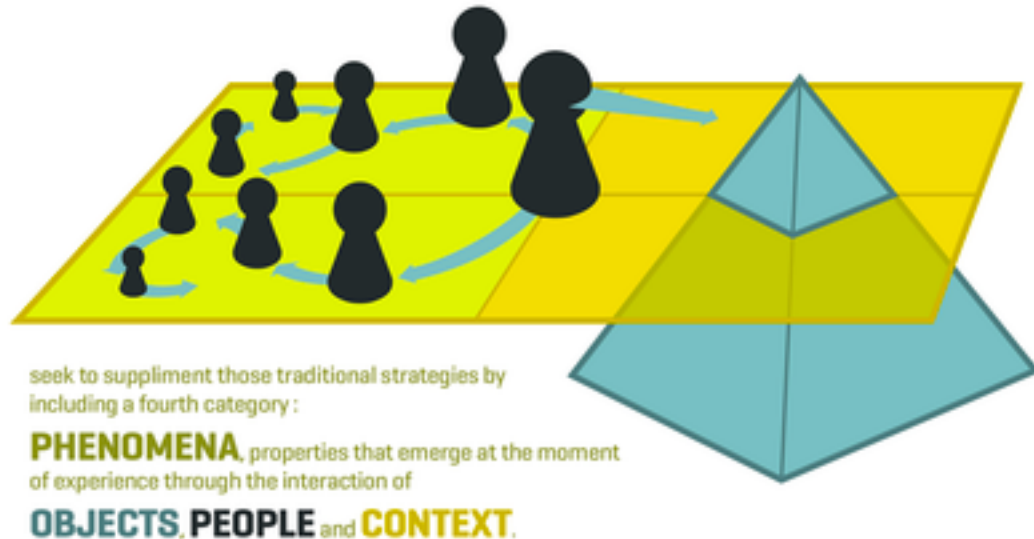 seek to suppliment those traditional strategies by
including a fourth category :
PHENOMENA, properties that emerge at the moment
of experience through the interaction of
OBJECTS, PEOPLE and CONTEXT.